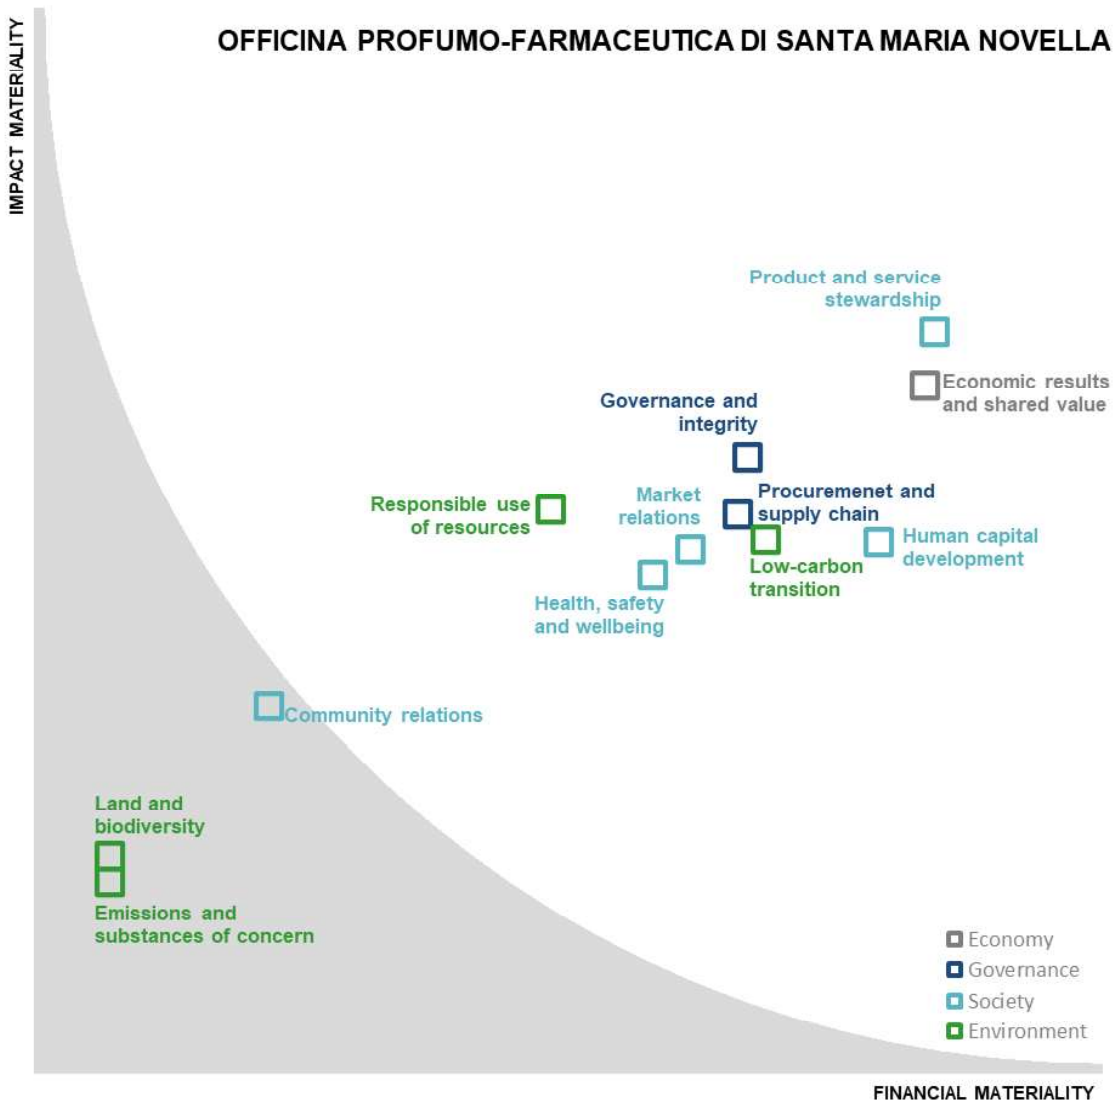 OFFICINA PROFUMO-FARMACEUTICA DI SANTA MARIA NOVELLA
IMPACT MATERIALITY
Product and service
stewardship
Economic results
and shared value
Governance and
integrity
Responsible use
of resources
Market
relations
Procuremenet and
supply chain
Human capital
development
Low-carbon
transition
Health, safety
and wellbeing
Community relations
Land and
biodiversity
Emissions and
substances of concern
Economy
Governance
Society
Environment
FINANCIAL MATERIALITY